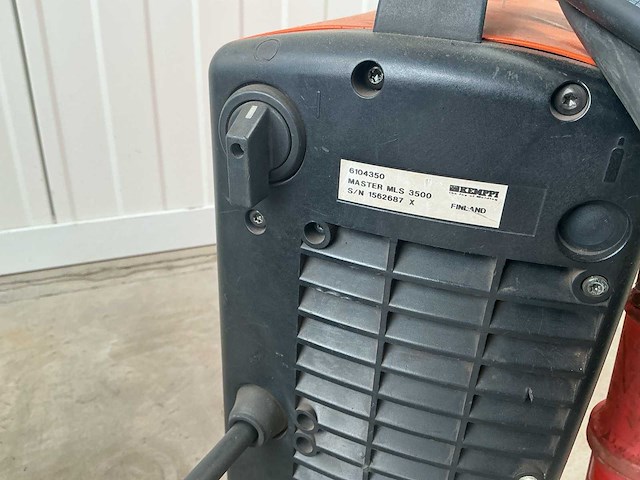 6104350
MASTER MLS 3500
S/N 1562687 X
KEMPPI
FINLAND